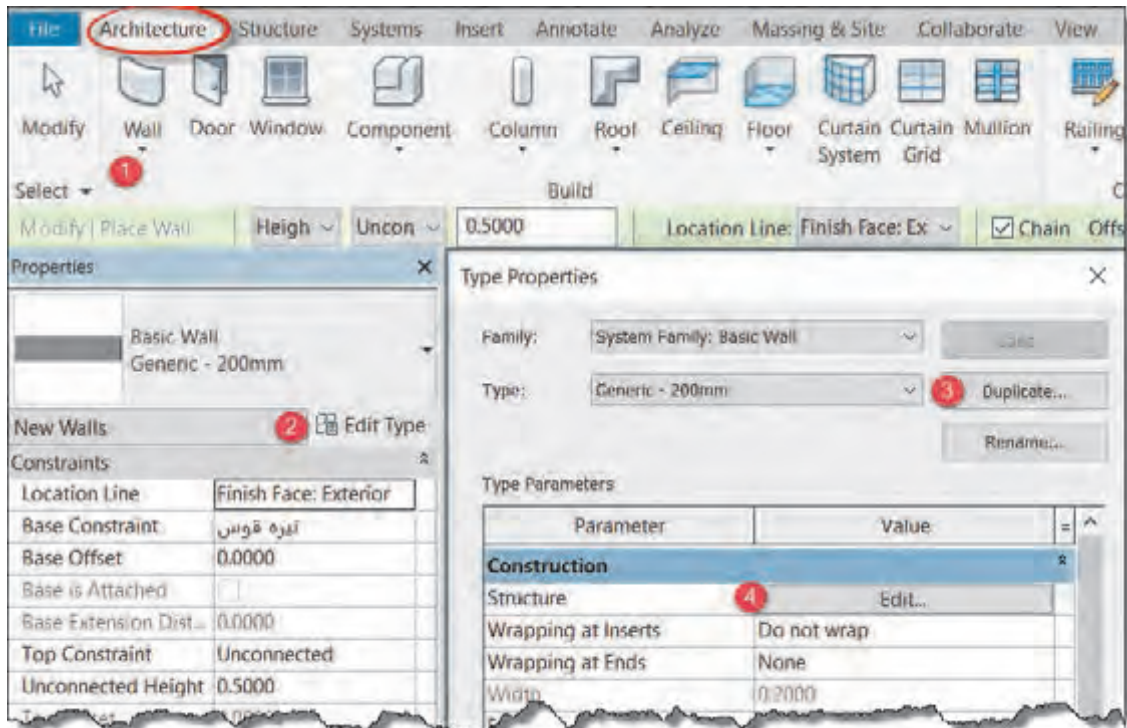 File Architecture Structure Systems Insert Annotate Analyze Massing & Site Collaborate View
Modify Wall Door Window Component Column Roof Ceiling Floor Curtain System Curtain Grid Mullion Railing
1
Select Build
Modify | Place Wall Heigh Uncon 0.5000 Location Line: Finish Face: Ex Chain Offs
Properties
Basic Wall
Generic - 200mm
New Walls 2 Edit Type
Constraints
Location Line Finish Face: Exterior
Base Constraint تیره قوس
Base Offset 0.0000
Base is Attached
Base Extension Dist... 0.0000
Top Constraint Unconnected
Unconnected Height 0.5000
Type Properties
Family: System Family: Basic Wall
Type: Generic - 200mm 3 Duplicate...
Rename...
Type Parameters
Parameter Value =
Construction
Structure 4 Edit...
Wrapping at Inserts Do not wrap
Wrapping at Ends None
Width 0.2000